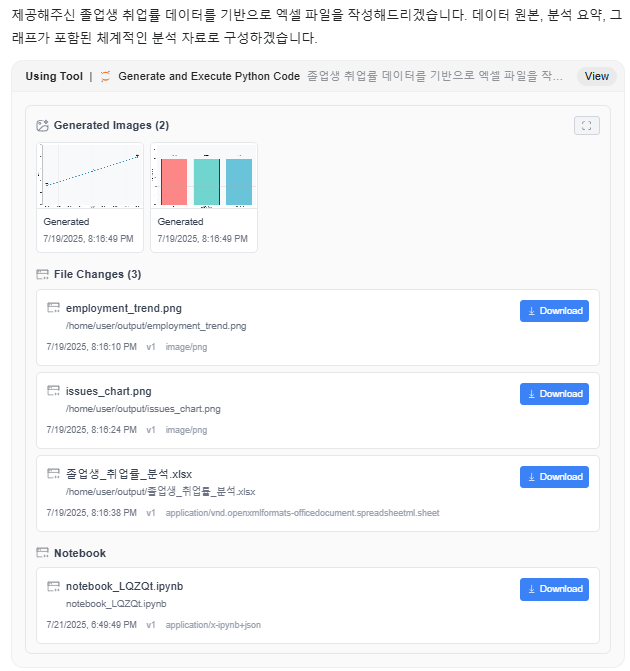 제공해주신 졸업생 취업률 데이터를 기반으로 엑셀 파일을 작성해드리겠습니다. 데이터 원본, 분석 요약, 그
래프가 포함된 체계적인 분석 자료로 구성하겠습니다.
Using Tool | Generate and Execute Python Code 졸업생 취업률 데이터를 기반으로 엑셀 파일을 작... View
Generated Images (2)
Generated
7/19/2025, 8:16:49 PM
Generated
7/19/2025, 8:16:49 PM
File Changes (3)
employment_trend.png
Download
/home/user/output/employment_trend.png
7/19/2025, 8:16:10 PM v1 image/png
issues_chart.png
Download
/home/user/output/issues_chart.png
7/19/2025, 8:16:24 PM v1 image/png
졸업생_취업률_분석.xlsx
Download
/home/user/output/졸업생_취업률_분석.xlsx
7/19/2025, 8:16:38 PM v1 application/vnd.openxmlformats-officedocument.spreadsheetml.sheet
Notebook
notebook_LQZQt.ipynb
Download
notebook_LQZQt.ipynb
7/21/2025, 6:49:49 PM v1 application/x-ipynb+json